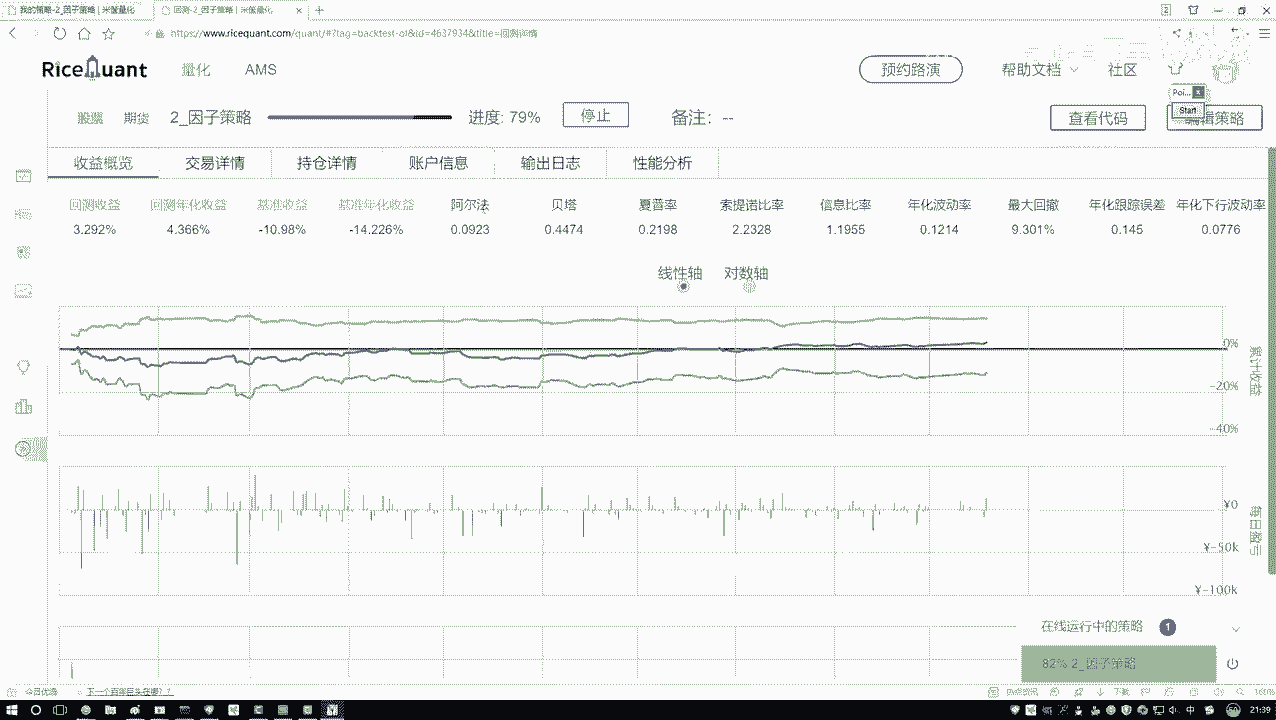 我的策略-2_因子策略 | 米筐量化
回测-2_因子策略 | 米筐量化
https://www.ricequant.com/quant/#?tag=backtest-of&id=4637934&title=回测详情
RiceQuant
量化
AMS
预约路演
帮助文档
社区
Poi...
Start
股票
期货
2_因子策略
进度: 79%
停止
备注: --
查看代码
编辑策略
收益概览
交易详情
持仓详情
账户信息
输出日志
性能分析
回测收益 回测年化收益 基准收益 基准年化收益 阿尔法 贝塔 夏普率 索提诺比率 信息比率 年化波动率 最大回撤 年化跟踪误差 年化下行波动率
3.292% 4.366% -10.98% -14.226% 0.0923 0.4474 0.2198 2.2328 1.1955 0.1214 9.301% 0.145 0.0776
线性轴 对数轴
0%
-20%
-40%
累计收益
¥0
¥-50k
¥-100k
每日盈亏
在线运行中的策略 1
82% 2_因子策略
今日优选
21:39